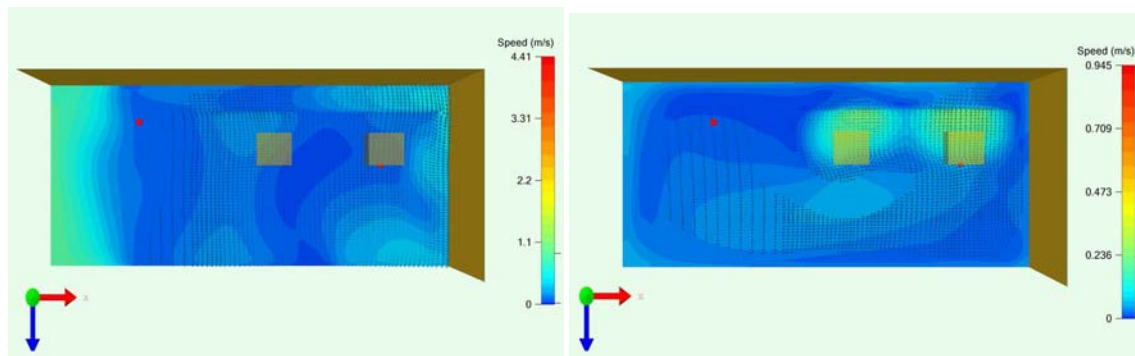 Speed (m/s)
4.41
3.31
2.2
1.1
0
X
Speed (m/s)
0.945
0.709
0.473
0.236
0
X